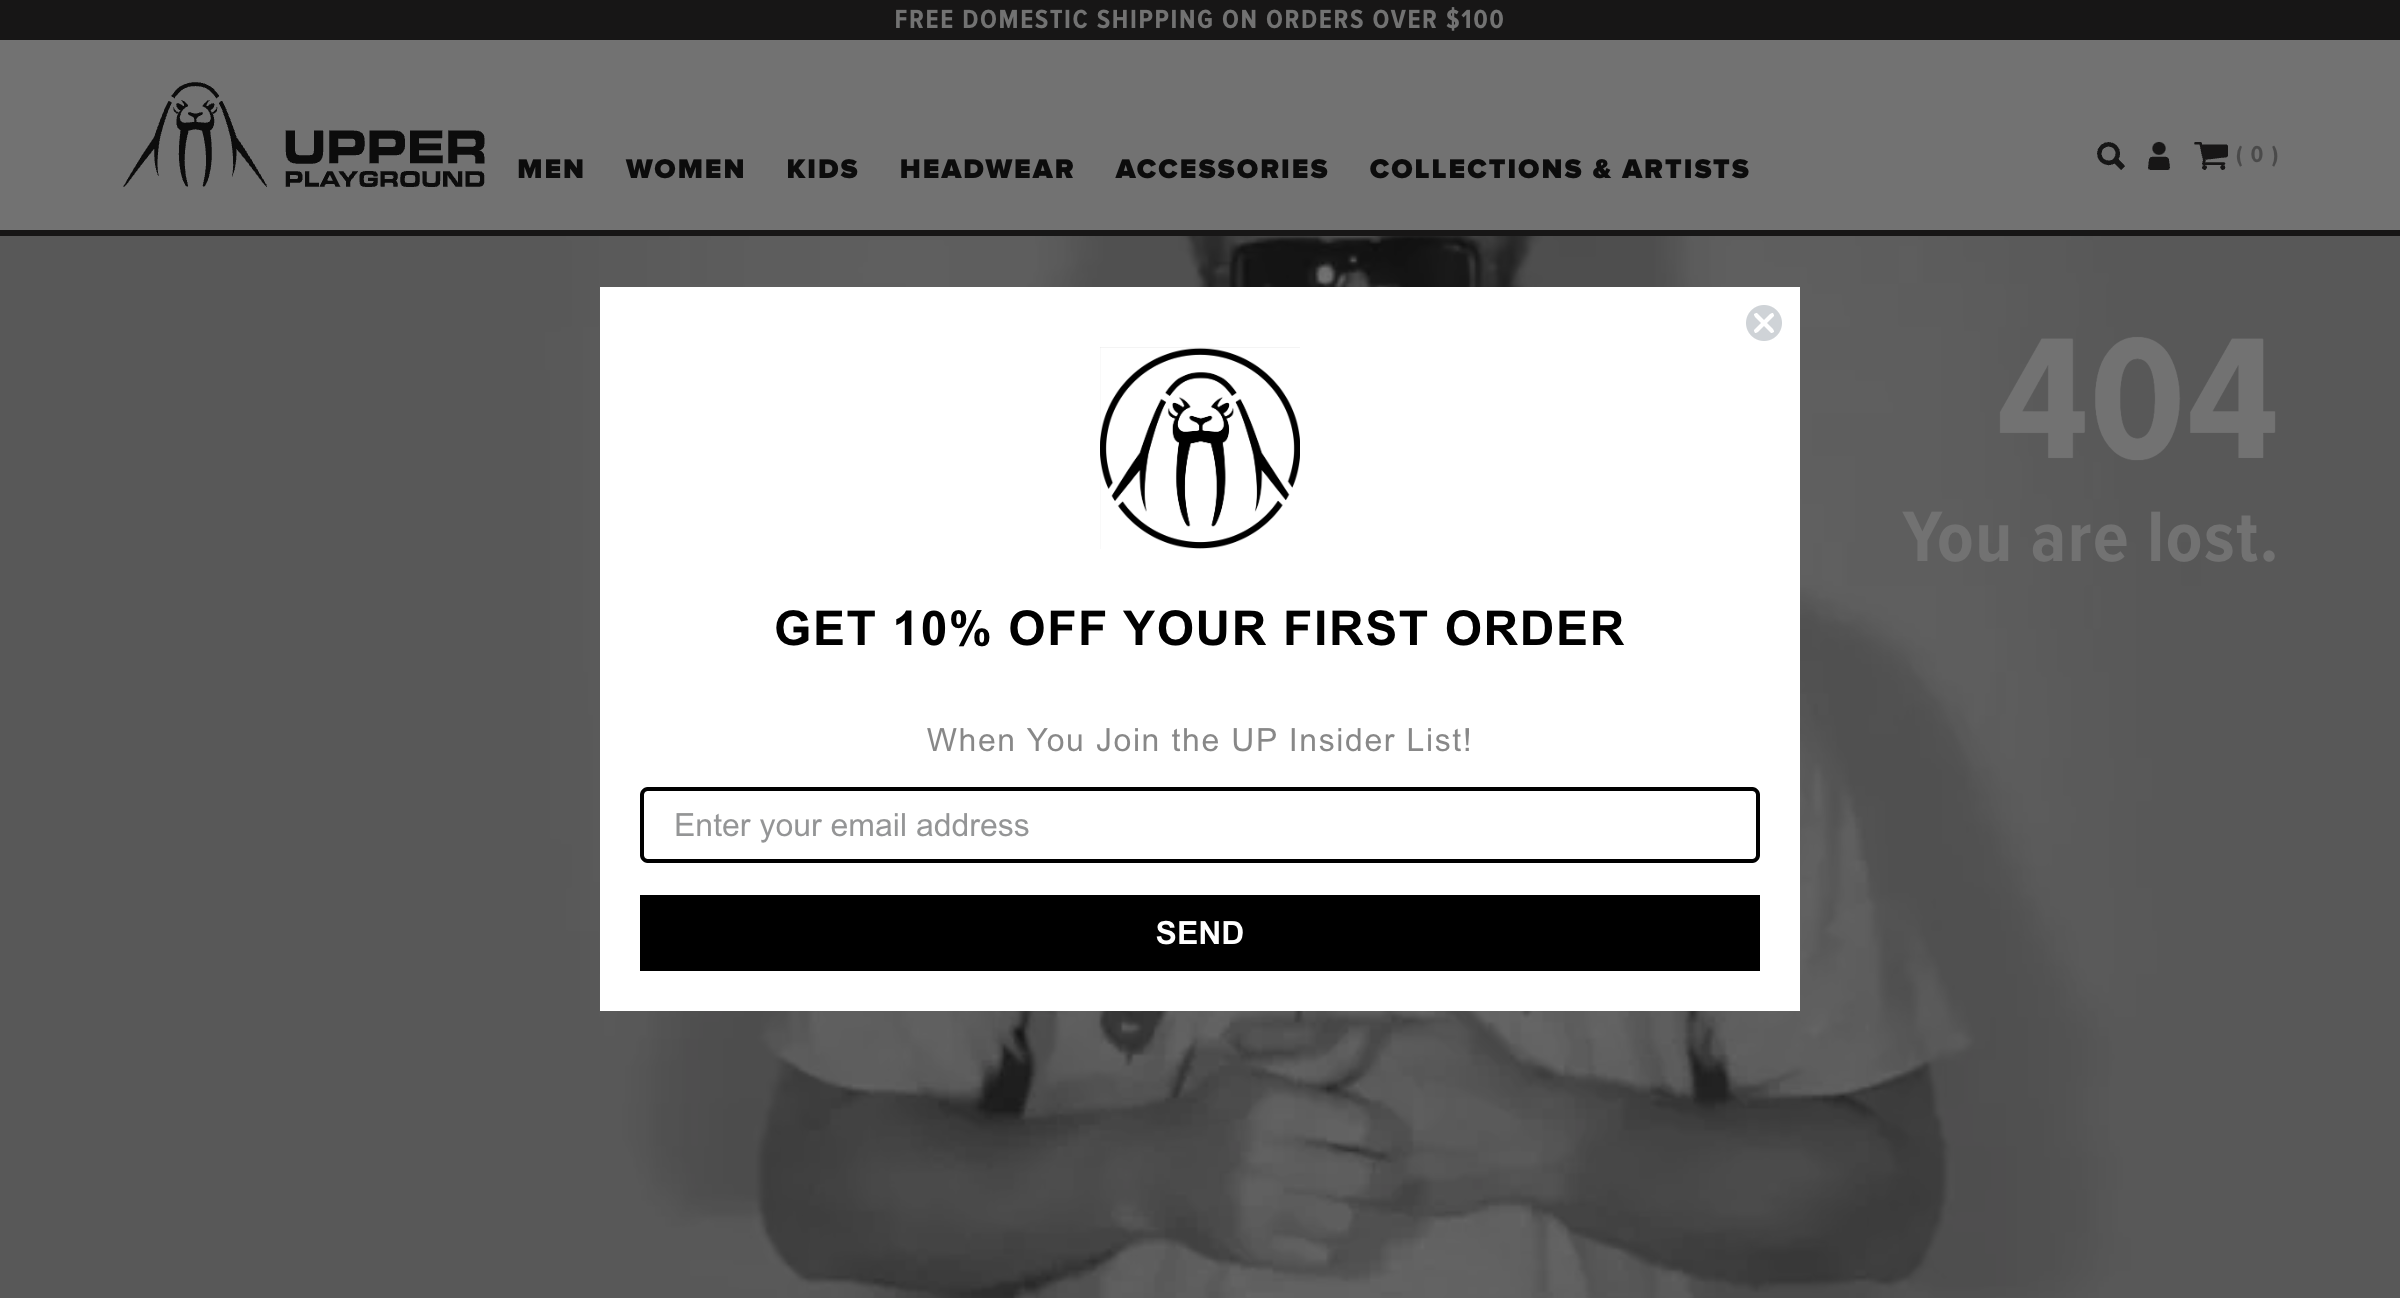 FREE DOMESTIC SHIPPING ON ORDERS OVER $100
UPPER
PLAYGROUND
MEN WOMEN KIDS HEADWEAR ACCESSORIES COLLECTIONS & ARTISTS
( 0 )
404
You are lost.
GET 10% OFF YOUR FIRST ORDER
When You Join the UP Insider List!
Enter your email address
SEND